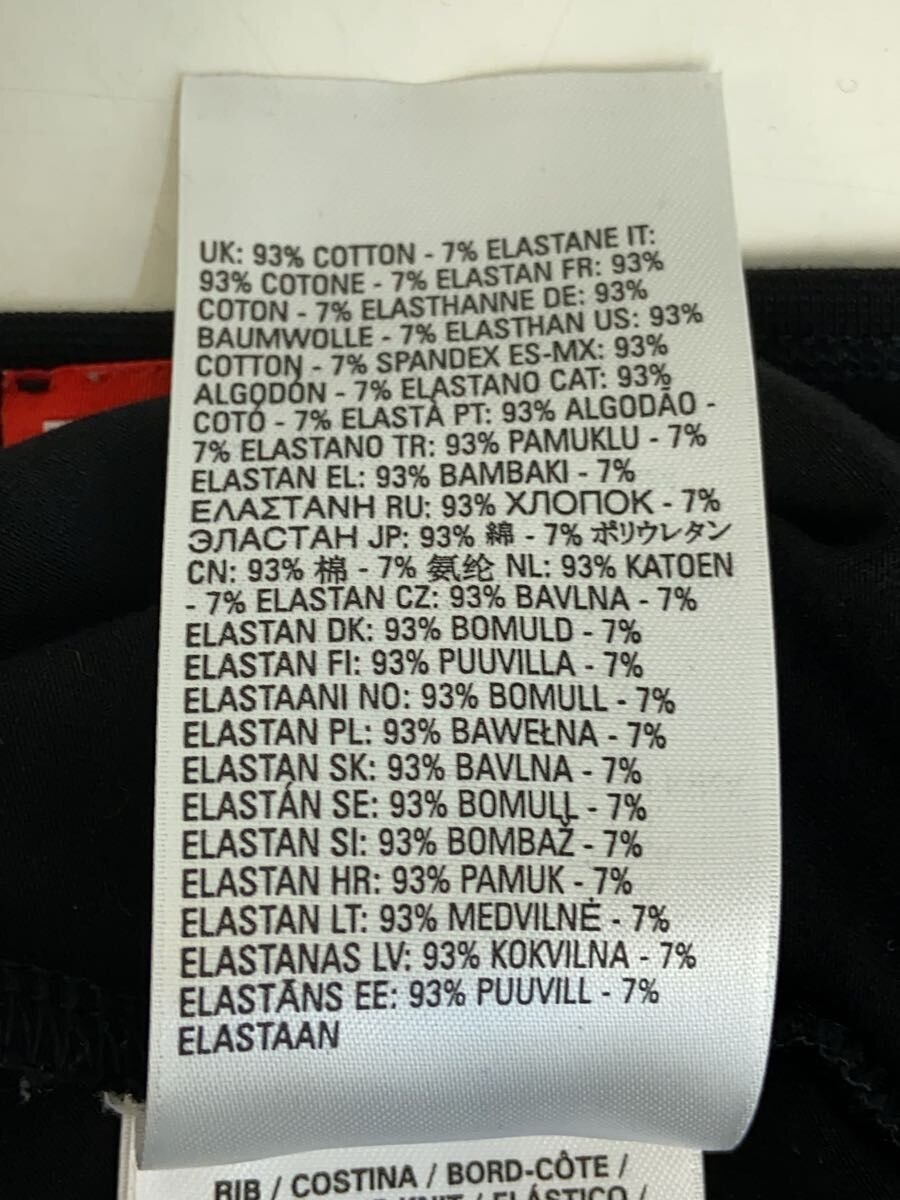 UK: 93% COTTON - 7% ELASTANE IT:
93% COTONE - 7% ELASTAN FR: 93%
COTON - 7% ELASTHANNE DE: 93%
BAUMWOLLE - 7% ELASTHAN US: 93%
COTTON - 7% SPANDEX ES-MX: 93%
ALGODÓN - 7% ELASTANO CAT: 93%
COTÓ - 7% ELASTÀ PT: 93% ALGODÃO -
7% ELASTANO TR: 93% PAMUKLU - 7%
ELASTAN EL: 93% BAMBAKI - 7%
ΕΛΑΣΤΑΝΗ RU: 93% ХЛОПОК - 7%
ЭЛАСТАН JP: 93% 綿 - 7% ポリウレタン
CN: 93% 棉 - 7% 氨纶 NL: 93% KATOEN
- 7% ELASTAN CZ: 93% BAVLNA - 7%
ELASTAN DK: 93% BOMULD - 7%
ELASTAN FI: 93% PUUVILLA - 7%
ELASTAANI NO: 93% BOMULL - 7%
ELASTAN PL: 93% BAWEŁNA - 7%
ELASTAN SK: 93% BAVLNA - 7%
ELASTÁN SE: 93% BOMULL - 7%
ELASTAN SI: 93% BOMBAŽ - 7%
ELASTAN HR: 93% PAMUK - 7%
ELASTAN LT: 93% MEDVILNĖ - 7%
ELASTANAS LV: 93% KOKVILNA - 7%
ELASTĀNS EE: 93% PUUVILL - 7%
ELASTAAN
RIB / COSTINA / BORD-CÔTE /
KNIT / ELÁSTICO /